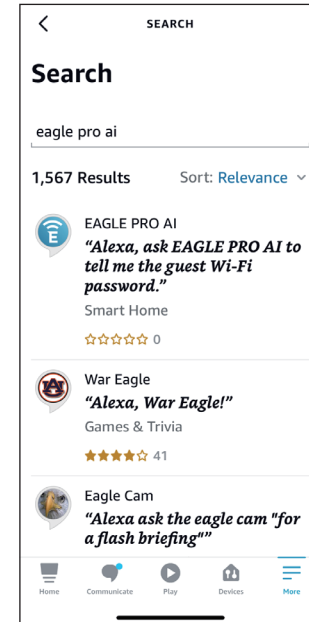 SEARCH
Search
eagle pro ai
1,567 Results Sort: Relevance
E
EAGLE PRO AI
“Alexa, ask EAGLE PRO AI to
tell me the guest Wi-Fi
password.”
Smart Home
0
AU
War Eagle
“Alexa, War Eagle!”
Games & Trivia
41
Eagle Cam
“Alexa ask the eagle cam "for
a flash briefing"”
Home Communicate Play Devices More